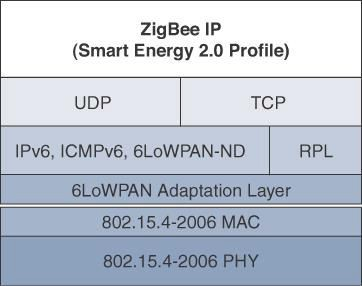 ZigBee IP
(Smart Energy 2.0 Profile)
UDP TCP
IPv6, ICMPv6, 6LoWPAN-ND RPL
6LoWPAN Adaptation Layer
802.15.4-2006 MAC
802.15.4-2006 PHY